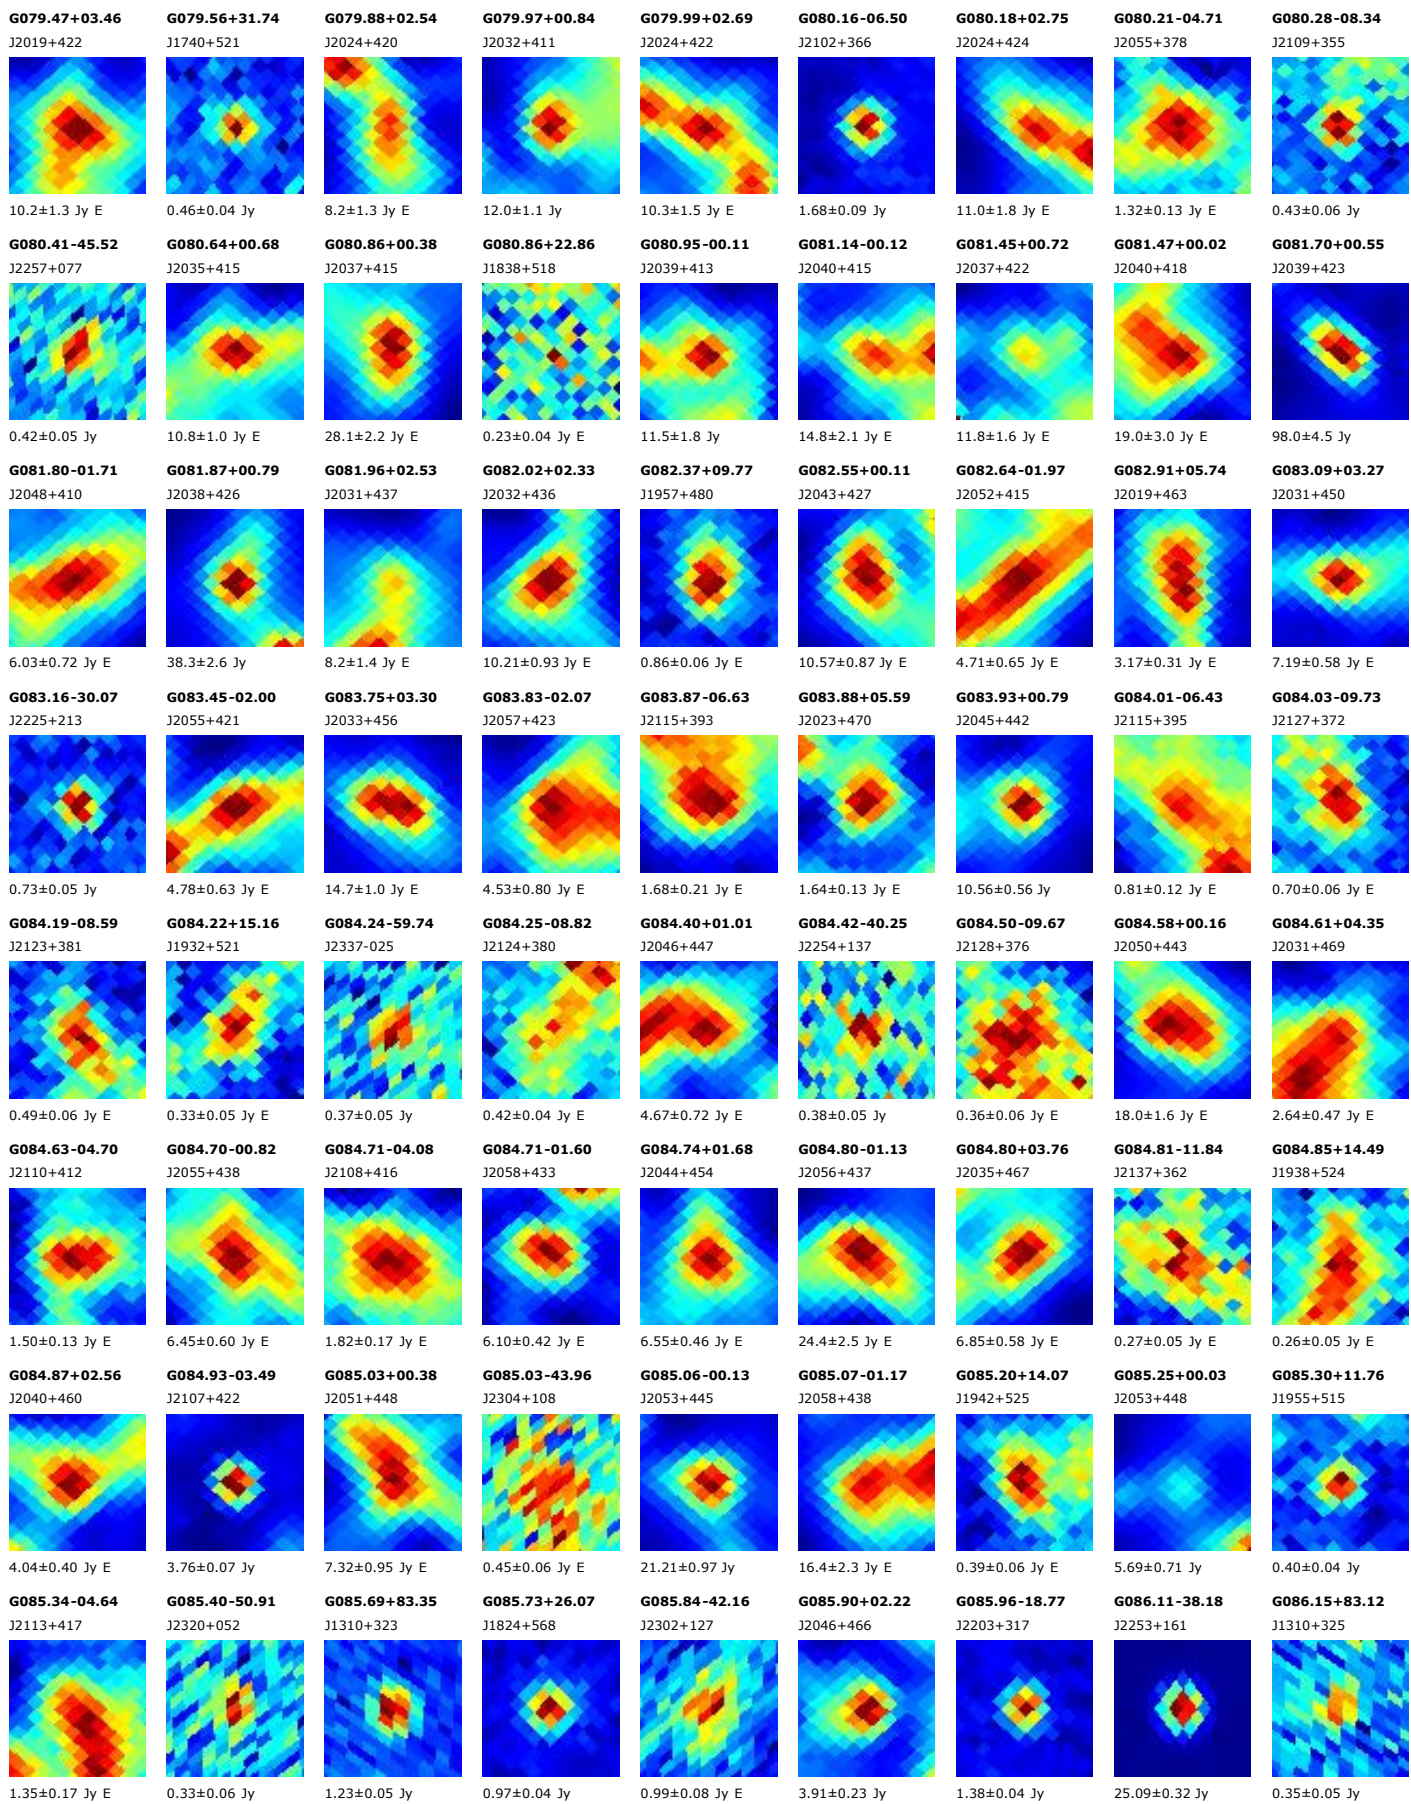 G079.47+03.46 G079.56+31.74 G079.88+02.54 G079.97+00.84 G079.99+02.69 G080.16-06.50 G080.18+02.75 G080.21-04.71 G080.28-08.34
J2019+422 J1740+521 J2024+420 J2032+411 J2024+422 J2102+366 J2024+424 J2055+378 J2109+355
10.2±1.3 Jy E 0.46±0.04 Jy 8.2±1.3 Jy E 12.0±1.1 Jy 10.3±1.5 Jy E 1.68±0.09 Jy 11.0±1.8 Jy E 1.32±0.13 Jy E 0.43±0.06 Jy
G080.41-45.52 G080.64+00.68 G080.86+00.38 G080.86+22.86 G080.95-00.11 G081.14-00.12 G081.45+00.72 G081.47+00.02 G081.70+00.55
J2257+077 J2035+415 J2037+415 J1838+518 J2039+413 J2040+415 J2037+422 J2040+418 J2039+423
0.42±0.05 Jy 10.8±1.0 Jy E 28.1±2.2 Jy E 0.23±0.04 Jy E 11.5±1.8 Jy 14.8±2.1 Jy E 11.8±1.6 Jy E 19.0±3.0 Jy E 98.0±4.5 Jy
G081.80-01.71 G081.87+00.79 G081.96+02.53 G082.02+02.33 G082.37+09.77 G082.55+00.11 G082.64-01.97 G082.91+05.74 G083.09+03.27
J2048+410 J2038+426 J2031+437 J2032+436 J1957+480 J2043+427 J2052+415 J2019+463 J2031+450
6.03±0.72 Jy E 38.3±2.6 Jy 8.2±1.4 Jy E 10.21±0.93 Jy E 0.86±0.06 Jy E 10.57±0.87 Jy E 4.71±0.65 Jy E 3.17±0.31 Jy E 7.19±0.58 Jy E
G083.16-30.07 G083.45-02.00 G083.75+03.30 G083.83-02.07 G083.87-06.63 G083.88+05.59 G083.93+00.79 G084.01-06.43 G084.03-09.73
J2225+213 J2055+421 J2033+456 J2057+423 J2115+393 J2023+470 J2045+442 J2115+395 J2127+372
0.73±0.05 Jy 4.78±0.63 Jy E 14.7±1.0 Jy E 4.53±0.80 Jy E 1.68±0.21 Jy E 1.64±0.13 Jy E 10.56±0.56 Jy 0.81±0.12 Jy E 0.70±0.06 Jy E
G084.19-08.59 G084.22+15.16 G084.24-59.74 G084.25-08.82 G084.40+01.01 G084.42-40.25 G084.50-09.67 G084.58+00.16 G084.61+04.35
J2123+381 J1932+521 J2337-025 J2124+380 J2046+447 J2254+137 J2128+376 J2050+443 J2031+469
0.49±0.06 Jy E 0.33±0.05 Jy E 0.37±0.05 Jy 0.42±0.04 Jy E 4.67±0.72 Jy E 0.38±0.05 Jy 0.36±0.06 Jy E 18.0±1.6 Jy E 2.64±0.47 Jy E
G084.63-04.70 G084.70-00.82 G084.71-04.08 G084.71-01.60 G084.74+01.68 G084.80-01.13 G084.80+03.76 G084.81-11.84 G084.85+14.49
J2110+412 J2055+438 J2108+416 J2058+433 J2044+454 J2056+437 J2035+467 J2137+362 J1938+524
1.50±0.13 Jy E 6.45±0.60 Jy E 1.82±0.17 Jy E 6.10±0.42 Jy E 6.55±0.46 Jy E 24.4±2.5 Jy E 6.85±0.58 Jy E 0.27±0.05 Jy E 0.26±0.05 Jy E
G084.87+02.56 G084.93-03.49 G085.03+00.38 G085.03-43.96 G085.06-00.13 G085.07-01.17 G085.20+14.07 G085.25+00.03 G085.30+11.76
J2040+460 J2107+422 J2051+448 J2304+108 J2053+445 J2058+438 J1942+525 J2053+448 J1955+515
4.04±0.40 Jy E 3.76±0.07 Jy 7.32±0.95 Jy E 0.45±0.06 Jy E 21.21±0.97 Jy 16.4±2.3 Jy E 0.39±0.06 Jy E 5.69±0.71 Jy 0.40±0.04 Jy
G085.34-04.64 G085.40-50.91 G085.69+83.35 G085.73+26.07 G085.84-42.16 G085.90+02.22 G085.96-18.77 G086.11-38.18 G086.15+83.12
J2113+417 J2320+052 J1310+323 J1824+568 J2302+127 J2046+466 J2203+317 J2253+161 J1310+325
1.35±0.17 Jy E 0.33±0.06 Jy 1.23±0.05 Jy 0.97±0.04 Jy 0.99±0.08 Jy E 3.91±0.23 Jy 1.38±0.04 Jy 25.09±0.32 Jy 0.35±0.05 Jy